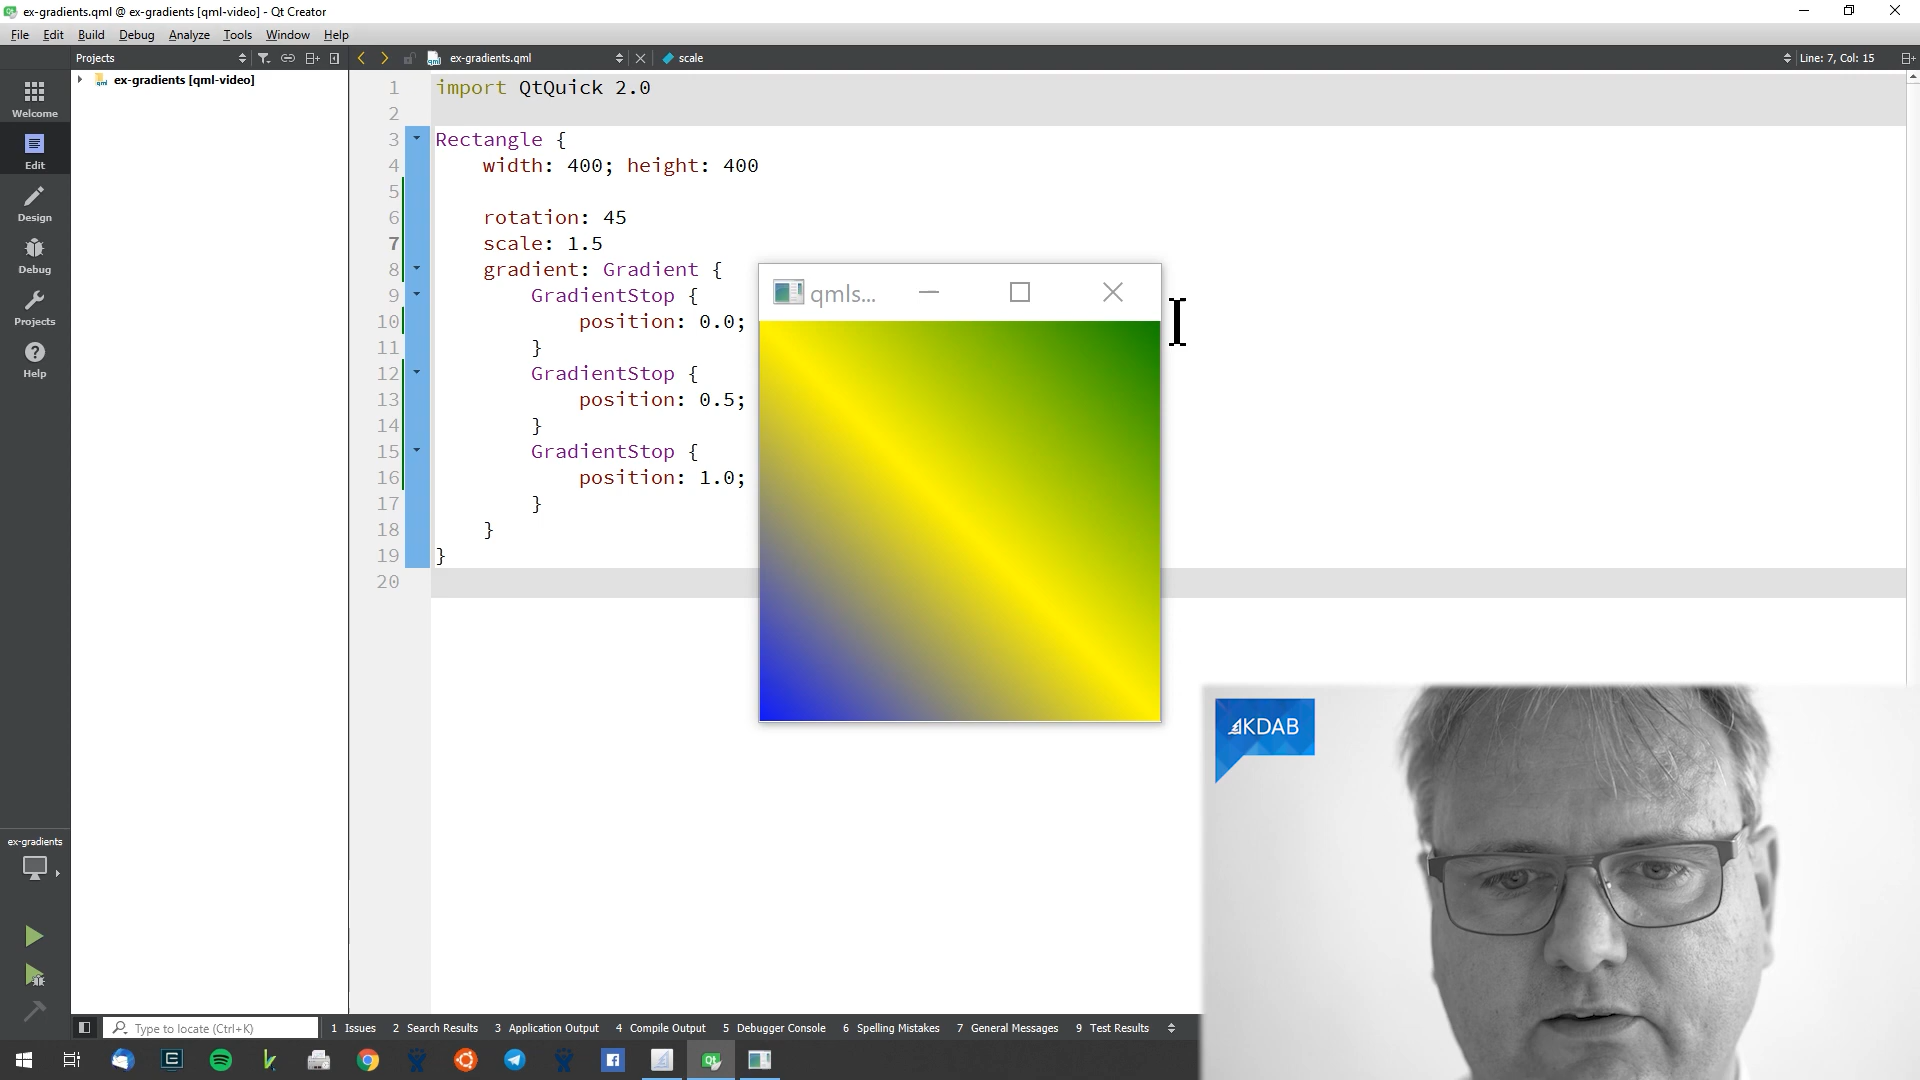 ex-gradients.qml @ ex-gradients [qml-video] - Qt Creator
File Edit Build Debug Analyze Tools Window Help
Projects ex-gradients.qml scale Line: 7, Col: 15
ex-gradients [qml-video]
Welcome
Edit
Design
Debug
Projects
Help
ex-gradients
1 import QtQuick 2.0
2
3 Rectangle {
4 width: 400; height: 400
5
6 rotation: 45
7 scale: 1.5
8 gradient: Gradient {
9 GradientStop {
10 position: 0.0;
11 }
12 GradientStop {
13 position: 0.5;
14 }
15 GradientStop {
16 position: 1.0;
17 }
18 }
19 }
20
qmls...
KDAB
Type to locate (Ctrl+K) 1 Issues 2 Search Results 3 Application Output 4 Compile Output 5 Debugger Console 6 Spelling Mistakes 7 General Messages 9 Test Results
Qt